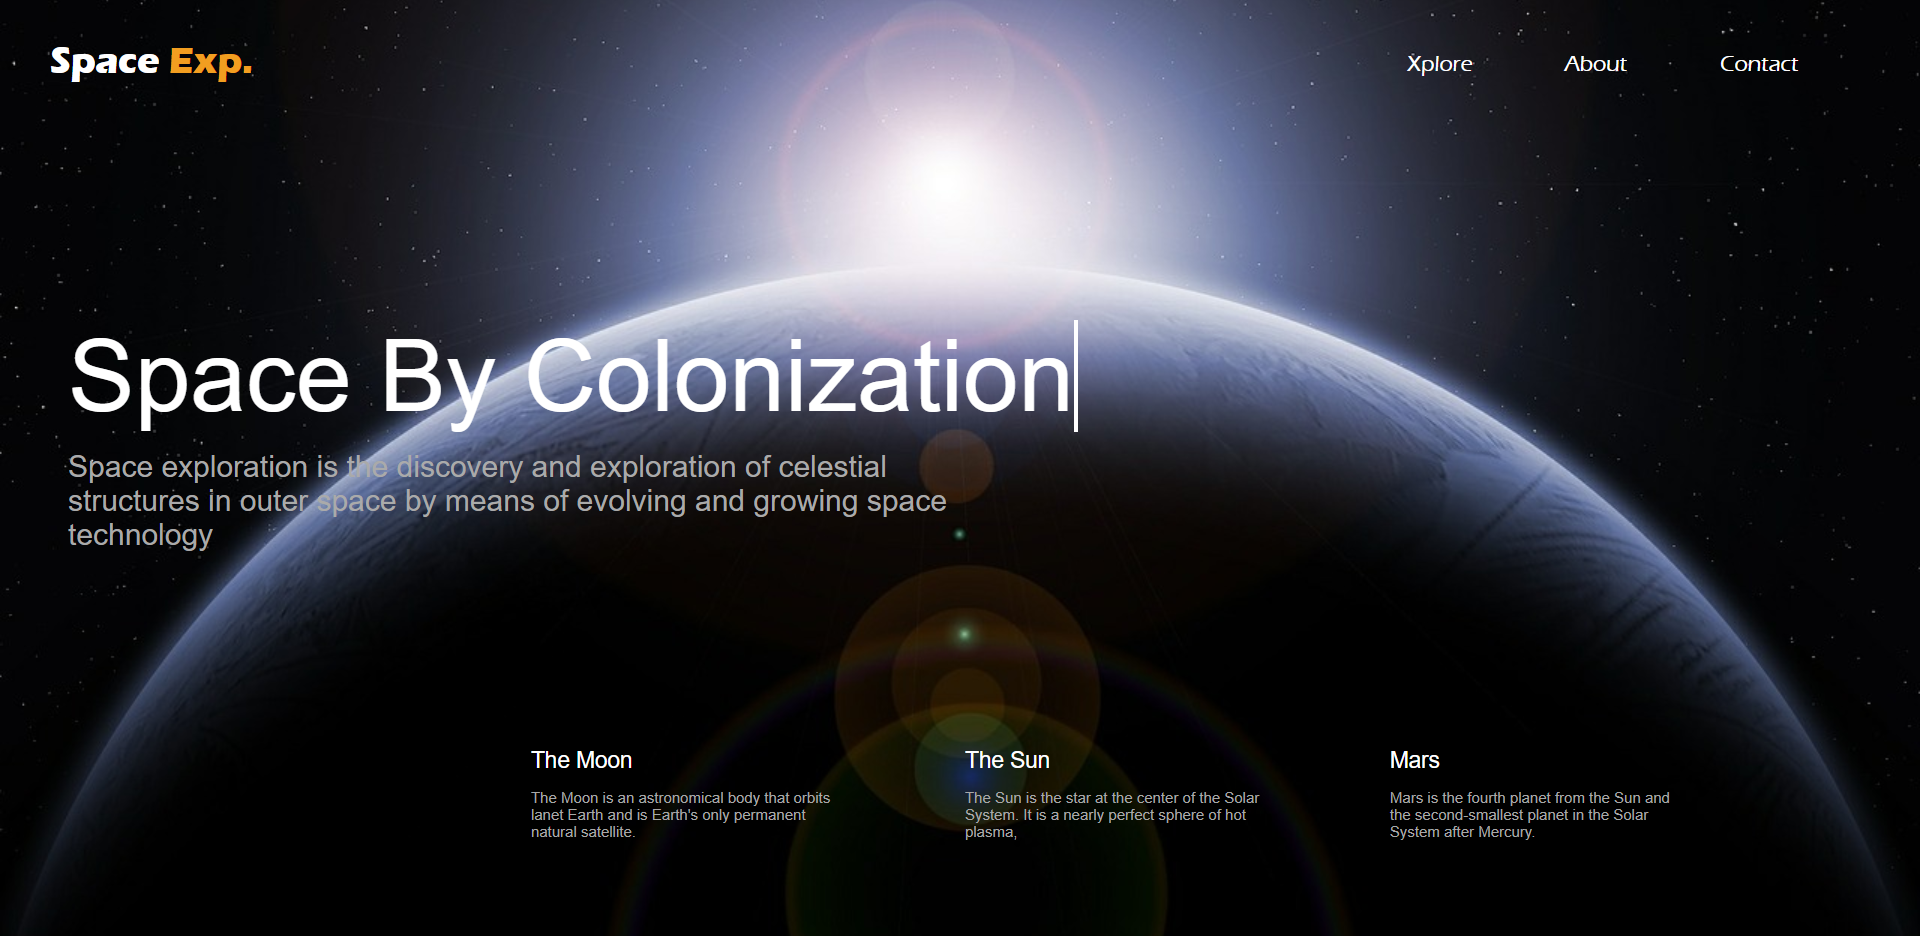 Space Exp.
Xplore About Contact
Space By Colonization
Space exploration is the discovery and exploration of celestial
structures in outer space by means of evolving and growing space
technology
The Moon
The Moon is an astronomical body that orbits
lanet Earth and is Earth's only permanent
natural satellite.
The Sun
The Sun is the star at the center of the Solar
System. It is a nearly perfect sphere of hot
plasma,
Mars
Mars is the fourth planet from the Sun and
the second-smallest planet in the Solar
System after Mercury.